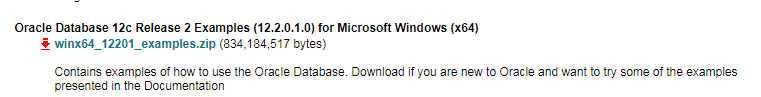 Oracle Database 12c Release 2 Examples (12.2.0.1.0) for Microsoft Windows (x64)
winx64_12201_examples.zip (834,184,517 bytes)
Contains examples of how to use the Oracle Database. Download if you are new to Oracle and want to try some of the examples
presented in the Documentation